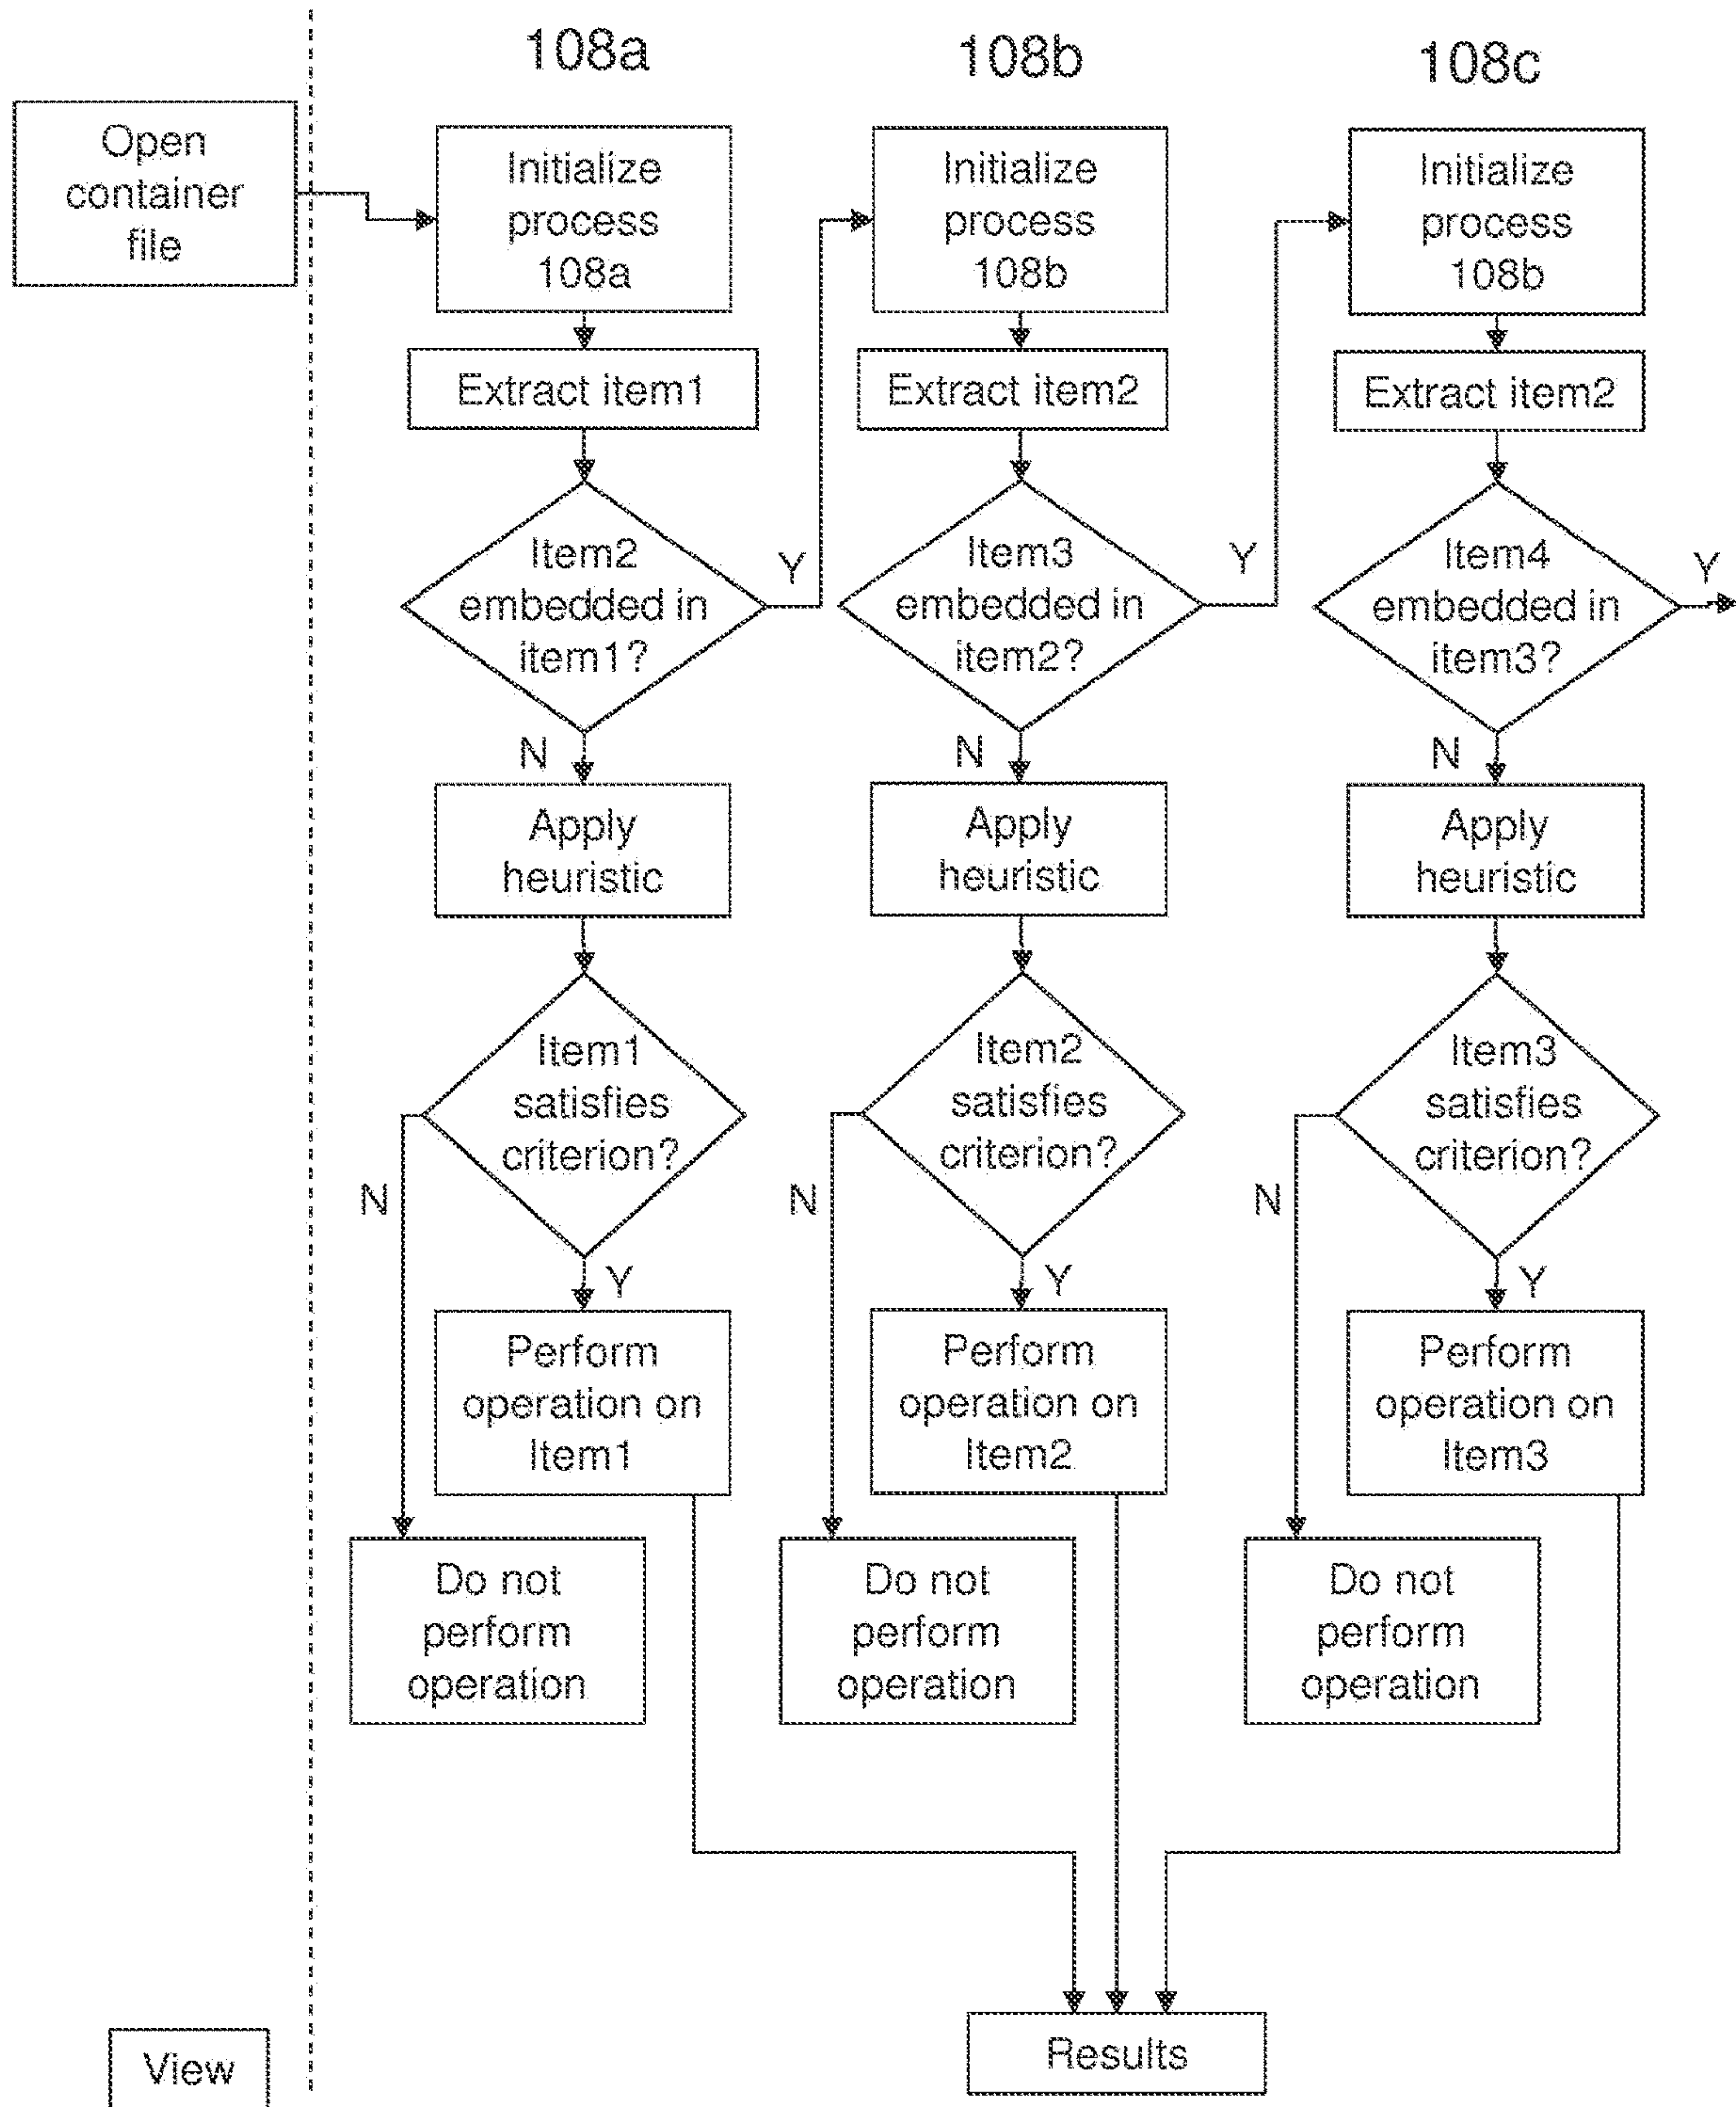 108a
108b
108c
Open
container
file
Initialize
process
108a
Initialize
process
108b
Initialize
process
108b
Extract item1
Extract item2
Extract item2
Item2
embedded in
item1?
Y
Item3
embedded in
item2?
Y
Item4
embedded in
item3?
Y
N
N
N
Apply
heuristic
Apply
heuristic
Apply
heuristic
Item1
satisfies
criterion?
Item2
satisfies
criterion?
Item3
satisfies
criterion?
N
N
N
Y
Y
Y
Perform
operation on
Item1
Perform
operation on
Item2
Perform
operation on
Item3
Do not
perform
operation
Do not
perform
operation
Do not
perform
operation
Results
View